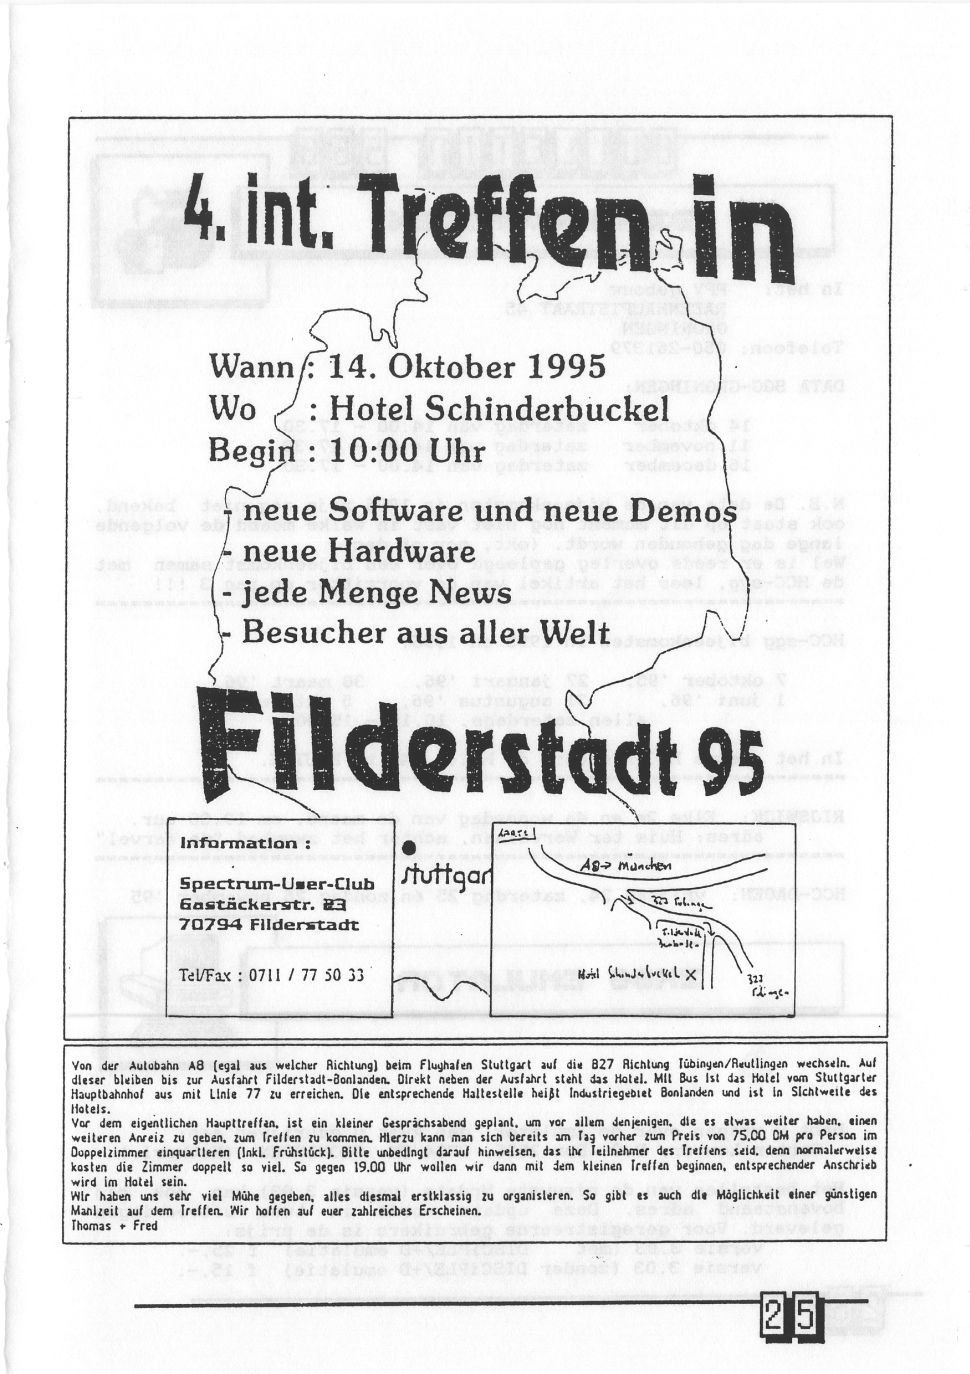 4. int. Treffen in
Wann : 14. Oktober 1995
Wo : Hotel Schinderbuckel
Begin : 10:00 Uhr
- neue Software und neue Demos
- neue Hardware
- jede Menge News
- Besucher aus aller Welt
Filderstadt 95
Information :
Spectrum-User-Club
Gastäckerstr. 23
70794 Filderstadt
Tel/Fax : 0711 / 77 50 33
Stuttgart
A8 → München
Hotel Schinderbuckel X
Von der Autobahn A8 (egal aus welcher Richtung) beim Flughafen Stuttgart auf die B27 Richtung Tübingen/Reutlingen wechseln. Auf
dieser bleiben bis zur Ausfahrt Filderstadt-Bonlanden. Direkt neben der Ausfahrt steht das Hotel. Mit Bus ist das Hotel vom Stuttgarter
Hauptbahnhof aus mit Linie 77 zu erreichen. Die entsprechende Haltestelle heißt Industriegebiet Bonlanden und ist in Sichtweite des
Hotels.
Vor dem eigentlichen Haupttreffen, ist ein kleiner Gesprächsabend geplant, um vor allem denjenigen, die es etwas weiter haben, einen
weiteren Anreiz zu geben, zum Treffen zu kommen. Hierzu kann man sich bereits am Tag vorher zum Preis von 75,00 DM pro Person im
Doppelzimmer einquartieren (inkl. Frühstück). Bitte unbedingt darauf hinweisen, das ihr Teilnehmer des Treffens seid, denn normalerweise
kosten die Zimmer doppelt so viel. So gegen 19.00 Uhr wollen wir dann mit dem kleinen Treffen beginnen, entsprechender Anschrieb
wird im Hotel sein.
Wir haben uns sehr viel Mühe gegeben, alles diesmal erstklassig zu organisieren. So gibt es auch die Möglichkeit einer günstigen
Mahlzeit auf dem Treffen. Wir hoffen auf euer zahlreiches Erscheinen.
Thomas + Fred
25